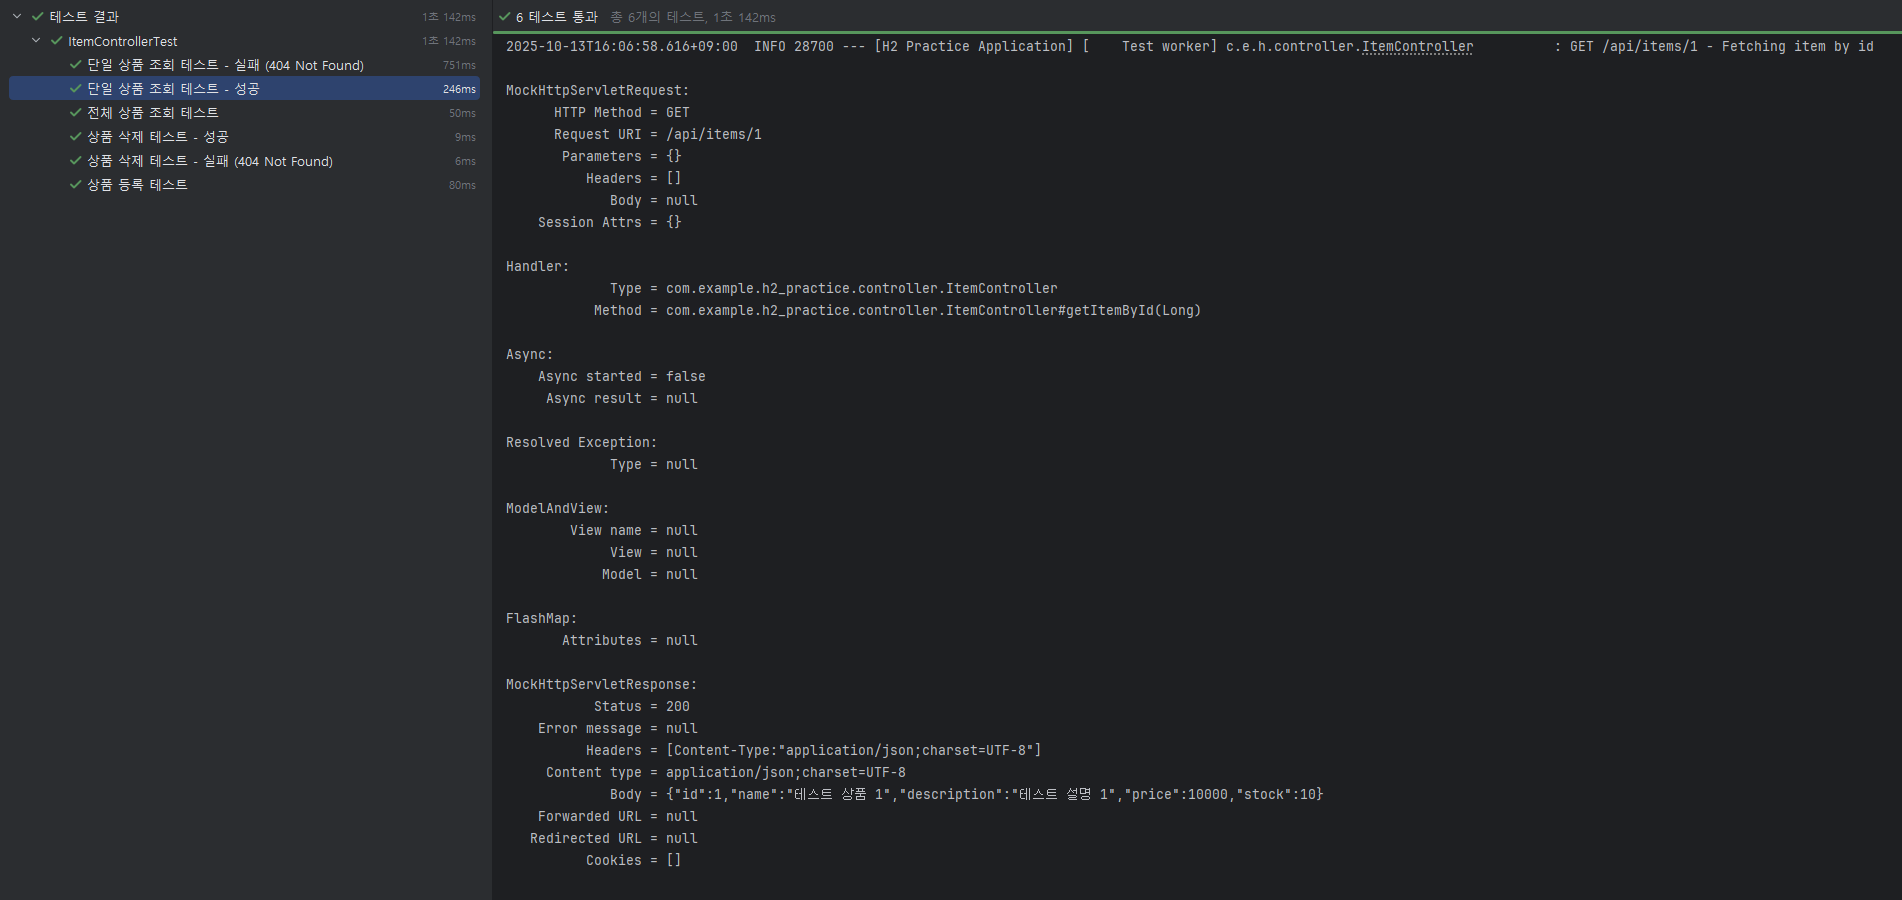 테스트 결과 1초 142ms
ItemControllerTest 1초 142ms
단일 상품 조회 테스트 - 실패 (404 Not Found) 751ms
단일 상품 조회 테스트 - 성공 246ms
전체 상품 조회 테스트 50ms
상품 삭제 테스트 - 성공 9ms
상품 삭제 테스트 - 실패 (404 Not Found) 6ms
상품 등록 테스트 80ms
6 테스트 통과 총 6개의 테스트, 1초 142ms
2025-10-13T16:06:58.616+09:00  INFO 28700 --- [H2 Practice Application] [    Test worker] c.e.h.controller.ItemController          : GET /api/items/1 - Fetching item by id
MockHttpServletRequest:
HTTP Method = GET
Request URI = /api/items/1
Parameters = {}
Headers = []
Body = null
Session Attrs = {}
Handler:
Type = com.example.h2_practice.controller.ItemController
Method = com.example.h2_practice.controller.ItemController#getItemById(Long)
Async:
Async started = false
Async result = null
Resolved Exception:
Type = null
ModelAndView:
View name = null
View = null
Model = null
FlashMap:
Attributes = null
MockHttpServletResponse:
Status = 200
Error message = null
Headers = [Content-Type:"application/json;charset=UTF-8"]
Content type = application/json;charset=UTF-8
Body = {"id":1,"name":"테스트 상품 1","description":"테스트 설명 1","price":10000,"stock":10}
Forwarded URL = null
Redirected URL = null
Cookies = []